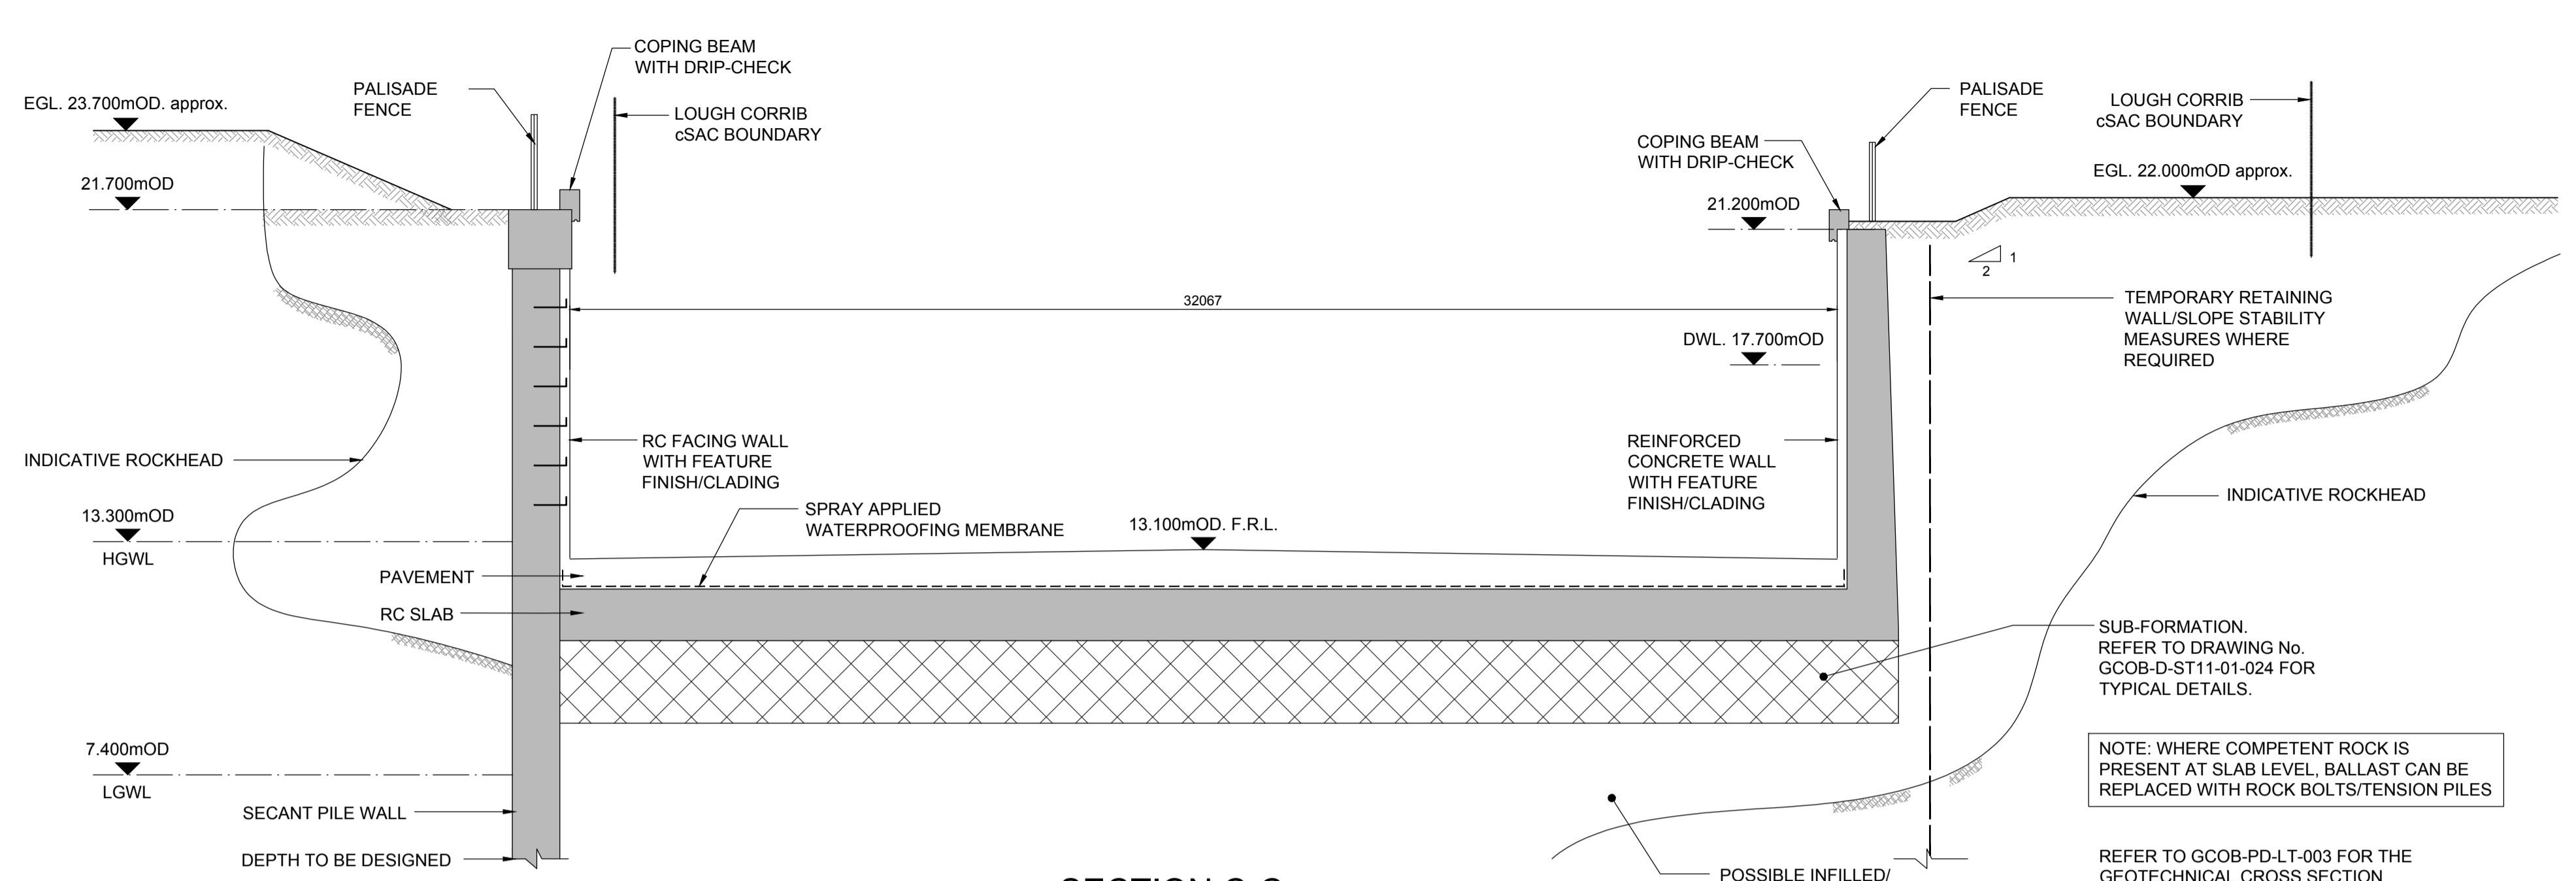 COPING BEAM
WITH DRIP-CHECK
PALISADE
FENCE
EGL. 23.700mOD. approx.
LOUGH CORRIB
cSAC BOUNDARY
PALISADE
FENCE
LOUGH CORRIB
cSAC BOUNDARY
COPING BEAM
WITH DRIP-CHECK
EGL. 22.000mOD approx.
21.700mOD
21.200mOD
1
2
32067
TEMPORARY RETAINING
WALL/SLOPE STABILITY
MEASURES WHERE
REQUIRED
DWL. 17.700mOD
INDICATIVE ROCKHEAD
RC FACING WALL
WITH FEATURE
FINISH/CLADING
REINFORCED
CONCRETE WALL
WITH FEATURE
FINISH/CLADING
INDICATIVE ROCKHEAD
13.300mOD
HGWL
SPRAY APPLIED
WATERPROOFING MEMBRANE
13.100mOD. F.R.L.
PAVEMENT
RC SLAB
SUB-FORMATION.
REFER TO DRAWING No.
GCOB-D-ST11-01-024 FOR
TYPICAL DETAILS.
7.400mOD
LGWL
NOTE: WHERE COMPETENT ROCK IS
PRESENT AT SLAB LEVEL, BALLAST CAN BE
REPLACED WITH ROCK BOLTS/TENSION PILES
SECANT PILE WALL
DEPTH TO BE DESIGNED
POSSIBLE INFILLED/
REFER TO GCOB-PD-LT-003 FOR THE
GEOTECHNICAL CROSS SECTION
SECTION